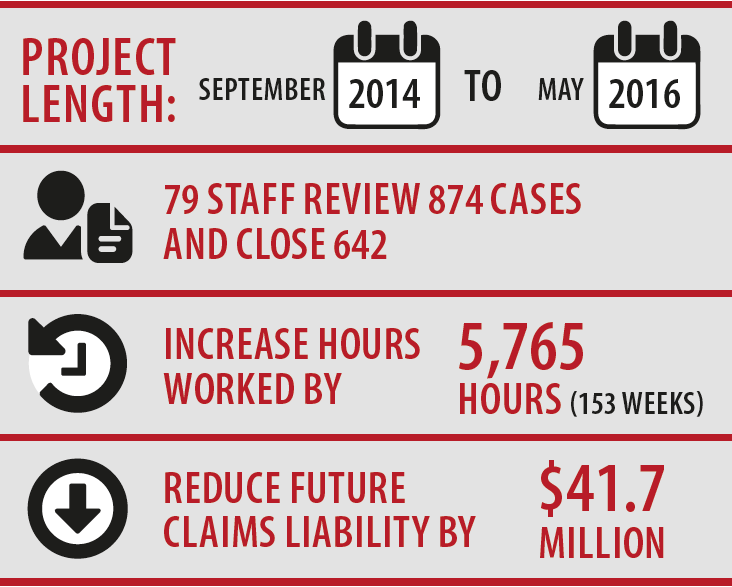 PROJECT
LENGTH:
SEPTEMBER 2014 TO MAY 2016
79 STAFF REVIEW 874 CASES
AND CLOSE 642
INCREASE HOURS
WORKED BY
5,765
HOURS (153 WEEKS)
REDUCE FUTURE
CLAIMS LIABILITY BY
$41.7
MILLION